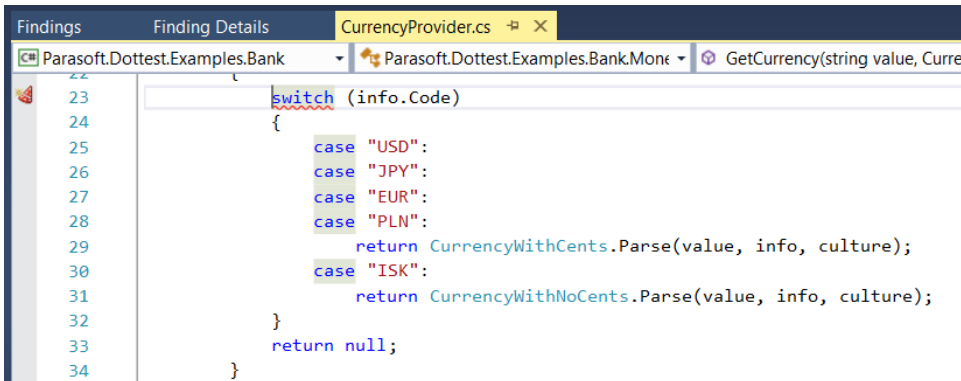 Findings Finding Details CurrencyProvider.cs
C# Parasoft.Dottest.Examples.Bank Parasoft.Dottest.Examples.Bank.Mone GetCurrency(string value, Curre
22 {
23 switch (info.Code)
24 {
25 case "USD":
26 case "JPY":
27 case "EUR":
28 case "PLN":
29 return CurrencyWithCents.Parse(value, info, culture);
30 case "ISK":
31 return CurrencyWithNoCents.Parse(value, info, culture);
32 }
33 return null;
34 }